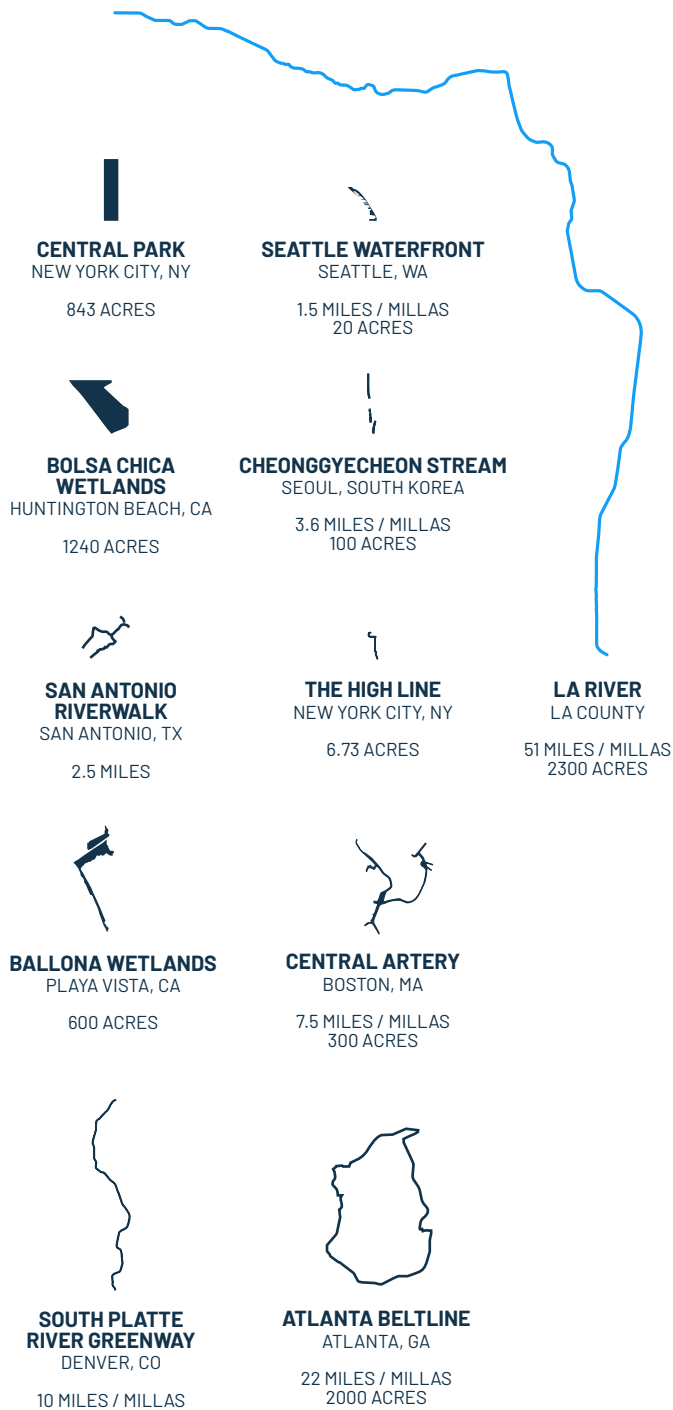 CENTRAL PARK
NEW YORK CITY, NY
843 ACRES
SEATTLE WATERFRONT
SEATTLE, WA
1.5 MILES / MILLAS
20 ACRES
BOLSA CHICA
WETLANDS
HUNTINGTON BEACH, CA
1240 ACRES
CHEONGGYECHEON STREAM
SEOUL, SOUTH KOREA
3.6 MILES / MILLAS
100 ACRES
SAN ANTONIO
RIVERWALK
SAN ANTONIO, TX
2.5 MILES
THE HIGH LINE
NEW YORK CITY, NY
6.73 ACRES
LA RIVER
LA COUNTY
51 MILES / MILLAS
2300 ACRES
BALLONA WETLANDS
PLAYA VISTA, CA
600 ACRES
CENTRAL ARTERY
BOSTON, MA
7.5 MILES / MILLAS
300 ACRES
SOUTH PLATTE
RIVER GREENWAY
DENVER, CO
10 MILES / MILLAS
ATLANTA BELTLINE
ATLANTA, GA
22 MILES / MILLAS
2000 ACRES